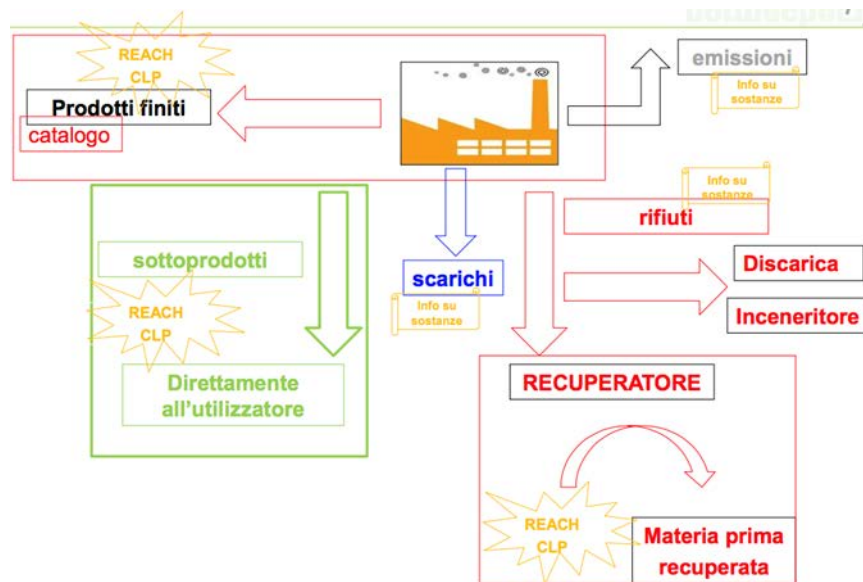 REACH
CLP
Prodotti finiti
catalogo
emissioni
Info su
sostanze
Info su
sostanze
rifiuti
sottoprodotti
scarichi
Info su
sostanze
Discarica
Inceneritore
REACH
CLP
Direttamente
all'utilizzatore
RECUPERATORE
REACH
CLP
Materia prima
recuperata